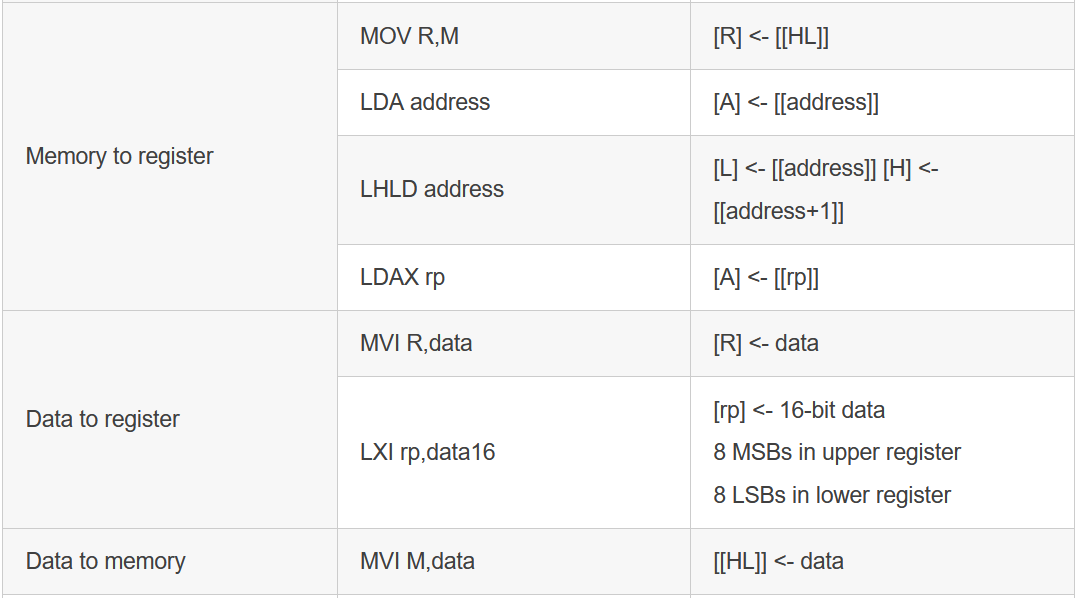 Memory to register
MOV R,M
[R] <- [[HL]]
LDA address
[A] <- [[address]]
LHLD address
[L] <- [[address]] [H] <-
[[address+1]]
LDAX rp
[A] <- [[rp]]
Data to register
MVI R,data
[R] <- data
LXI rp,data16
[rp] <- 16-bit data
8 MSBs in upper register
8 LSBs in lower register
Data to memory
MVI M,data
[[HL]] <- data